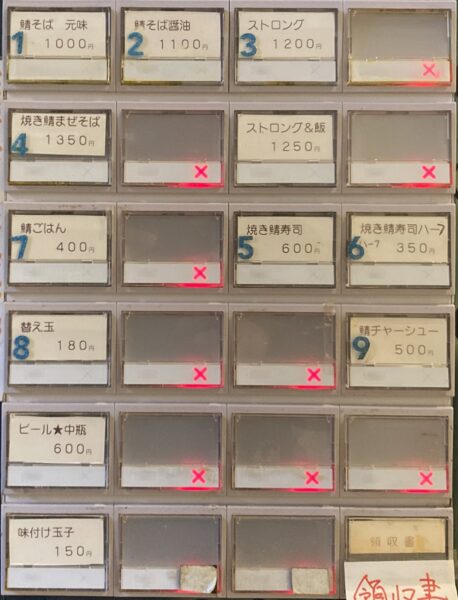 1 鯖そば 元味
1000円
2 鯖そば醤油
1100円
3 ストロング
1200円
×
4 焼き鯖まぜそば
1350円
×
ストロング&飯
1250円
×
7 鯖ごはん
400円
×
5 焼き鯖寿司
600円
6 焼き鯖寿司ハーフ
ハーフ 350円
8 替え玉
180円
×
×
9 鯖チャーシュー
500円
ビール★中瓶
600円
×
×
×
味付け玉子
150円
領収書
領収書